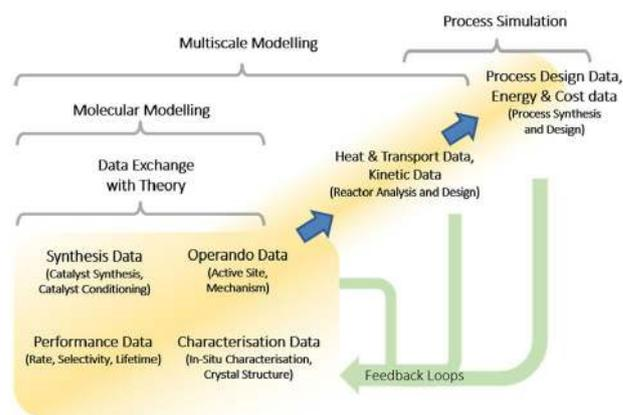 Process Simulation
Multiscale Modelling
Process Design Data,
Energy & Cost data
(Process Synthesis
and Design)
Molecular Modelling
Heat & Transport Data,
Kinetic Data
(Reactor Analysis and Design)
Data Exchange
with Theory
Synthesis Data
(Catalyst Synthesis,
Catalyst Conditioning)
Operando Data
(Active Site,
Mechanism)
Performance Data
(Rate, Selectivity, Lifetime)
Characterisation Data
(In-Situ Characterisation,
Crystal Structure)
Feedback Loops